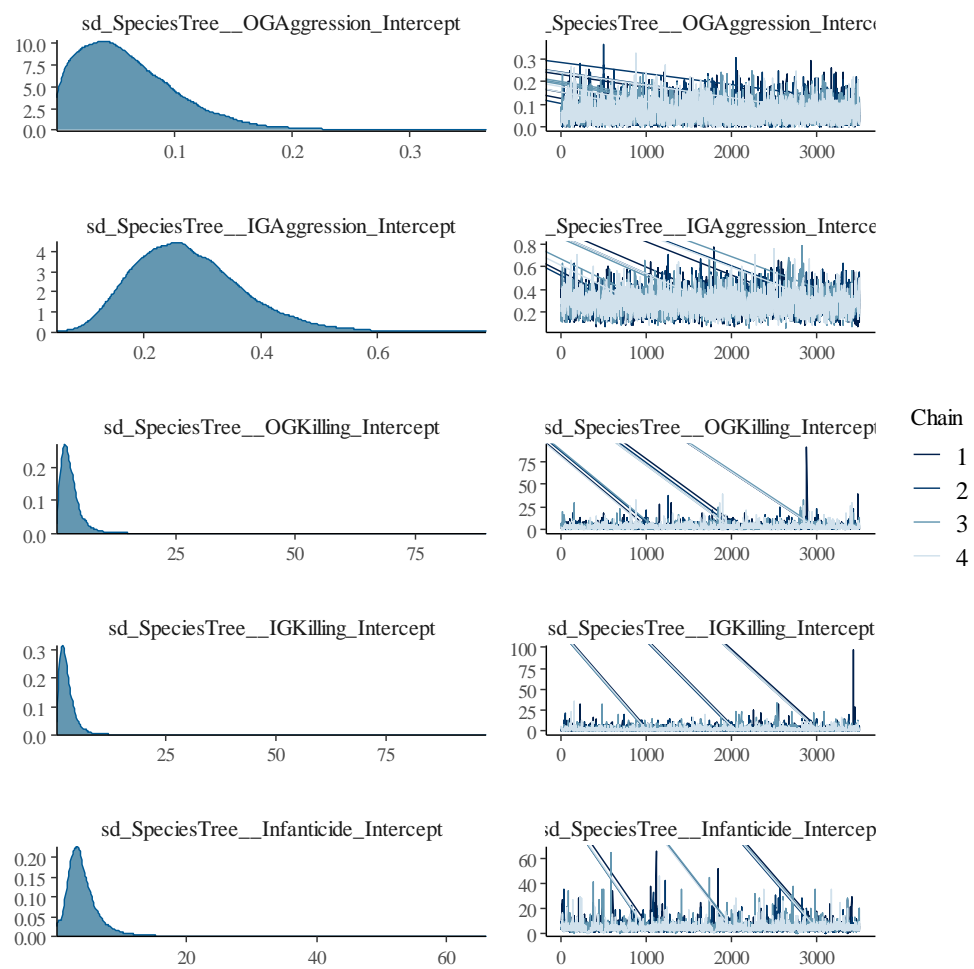 sd_SpeciesTree__OGAggression_Intercept
10.0
7.5
5.0
2.5
0.0
0.1 0.2 0.3
_SpeciesTree__OGAggression_Interc
0.3
0.2
0.1
0.0
0 1000 2000 3000
sd_SpeciesTree__IGAggression_Intercept
4
3
2
1
0
0.2 0.4 0.6
_SpeciesTree__IGAggression_Interce
0.8
0.6
0.4
0.2
0 1000 2000 3000
sd_SpeciesTree__OGKilling_Intercept
0.2
0.1
0.0
25 50 75
sd_SpeciesTree__OGKilling_Intercept
75
50
25
0
0 1000 2000 3000
sd_SpeciesTree__IGKilling_Intercept
0.3
0.2
0.1
0.0
25 50 75
sd_SpeciesTree__IGKilling_Intercept
100
75
50
25
0
0 1000 2000 3000
sd_SpeciesTree__Infanticide_Intercept
0.20
0.15
0.10
0.05
0.00
20 40 60
sd_SpeciesTree__Infanticide_Intercep
60
40
20
0
0 1000 2000 3000
Chain
1
2
3
4